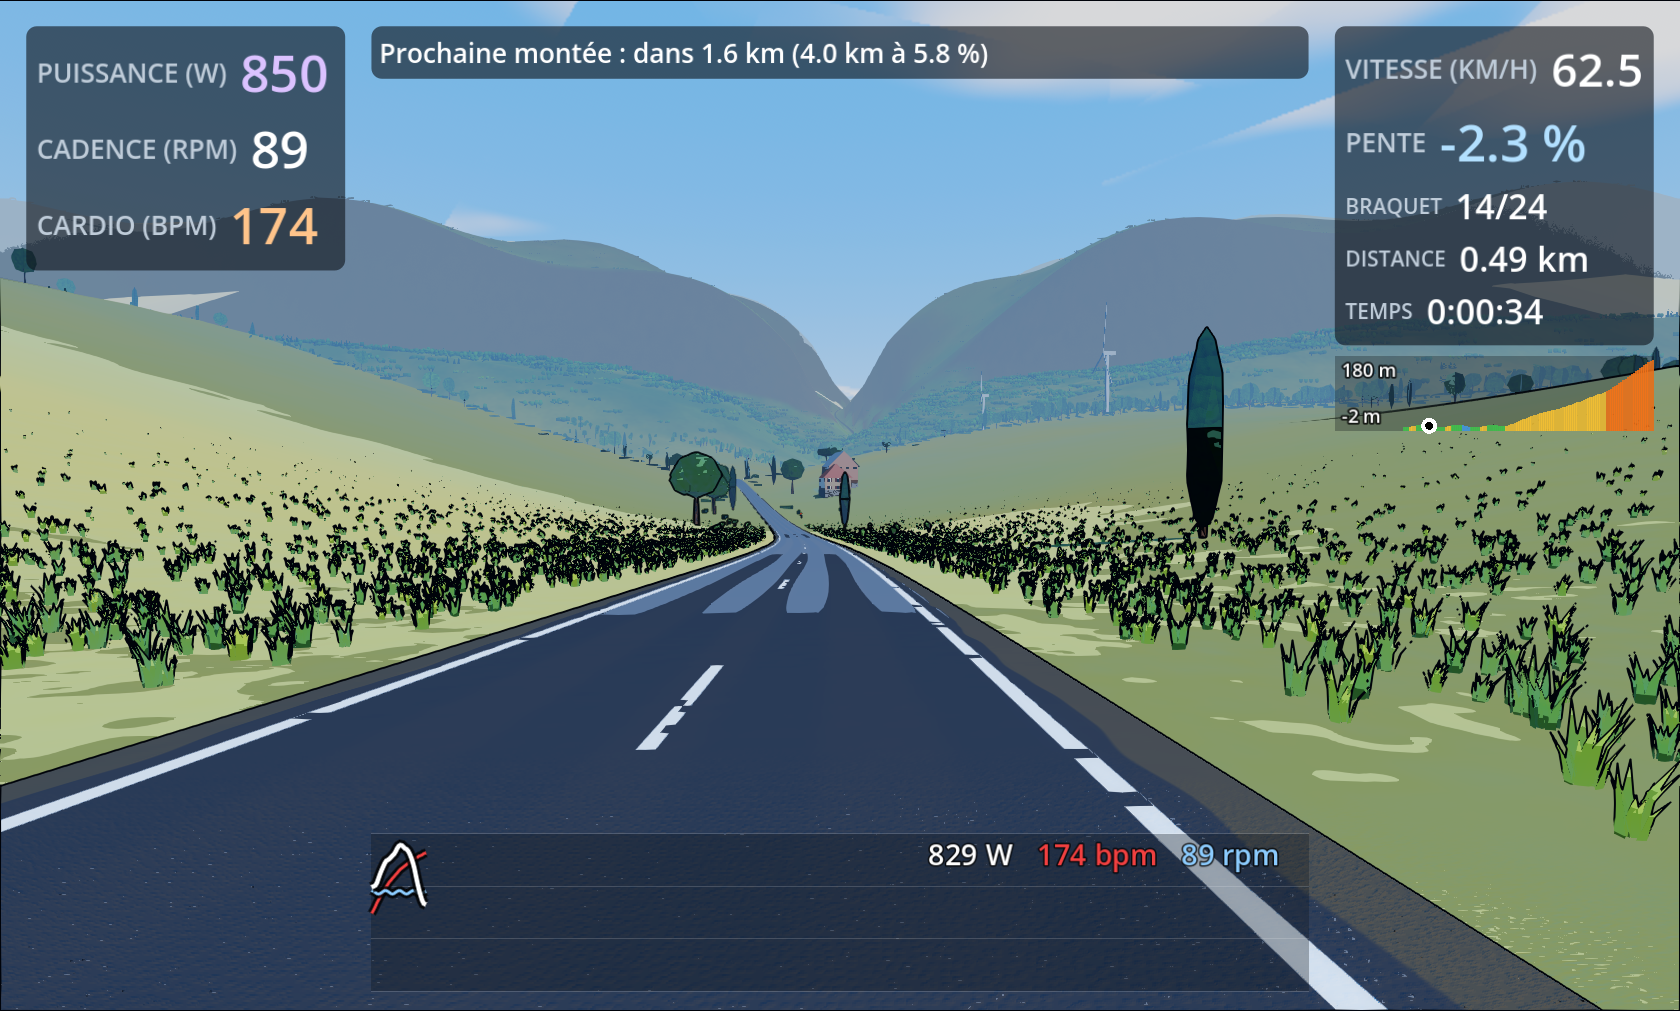 PUISSANCE (W) 850
CADENCE (RPM) 89
CARDIO (BPM) 174
Prochaine montée : dans 1.6 km (4.0 km à 5.8 %)
VITESSE (KM/H) 62.5
PENTE -2.3 %
BRAQUET 14/24
DISTANCE 0.49 km
TEMPS 0:00:34
180 m
-2 m
829 W 174 bpm 89 rpm